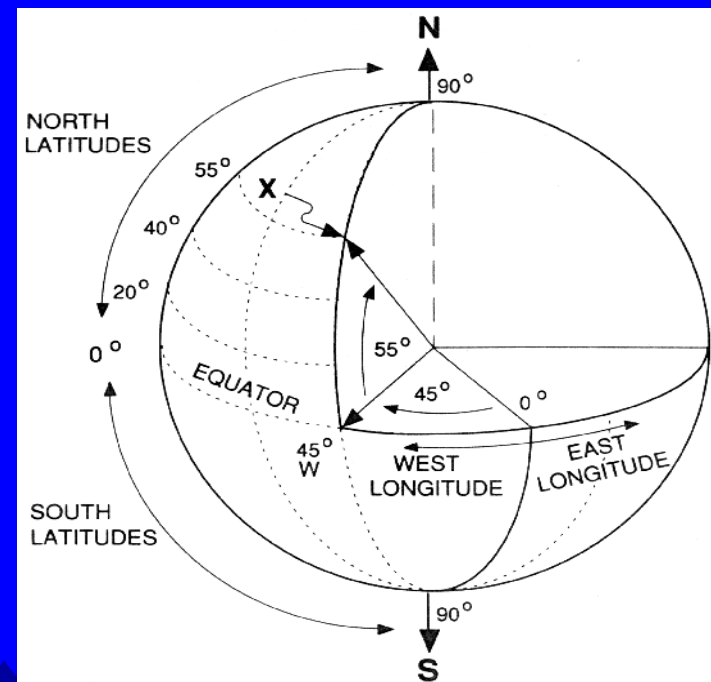 N
90°
NORTH
LATITUDES
55°
X
40°
20°
0°
55°
EQUATOR
45°
0°
45°
W
WEST
LONGITUDE
EAST
LONGITUDE
SOUTH
LATITUDES
90°
S